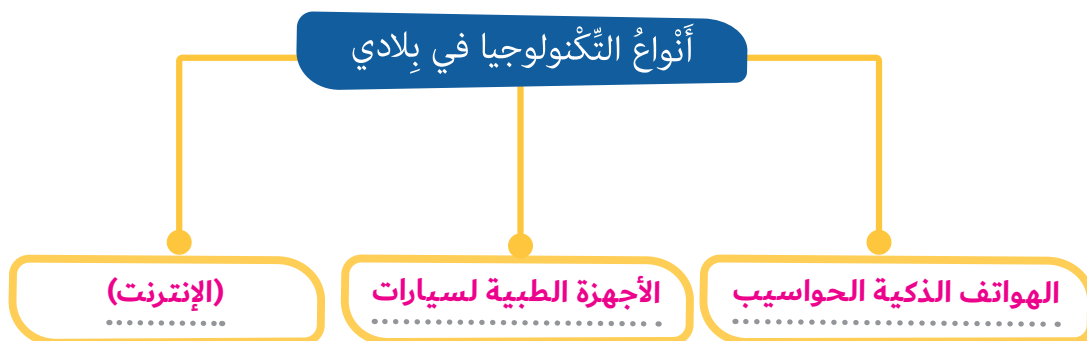 أَنْواعُ التِّكْنولوجيا في بِلادي
الهواتف الذكية الحواسيب
الأجهزة الطبية لسيارات
(الإنترنت)